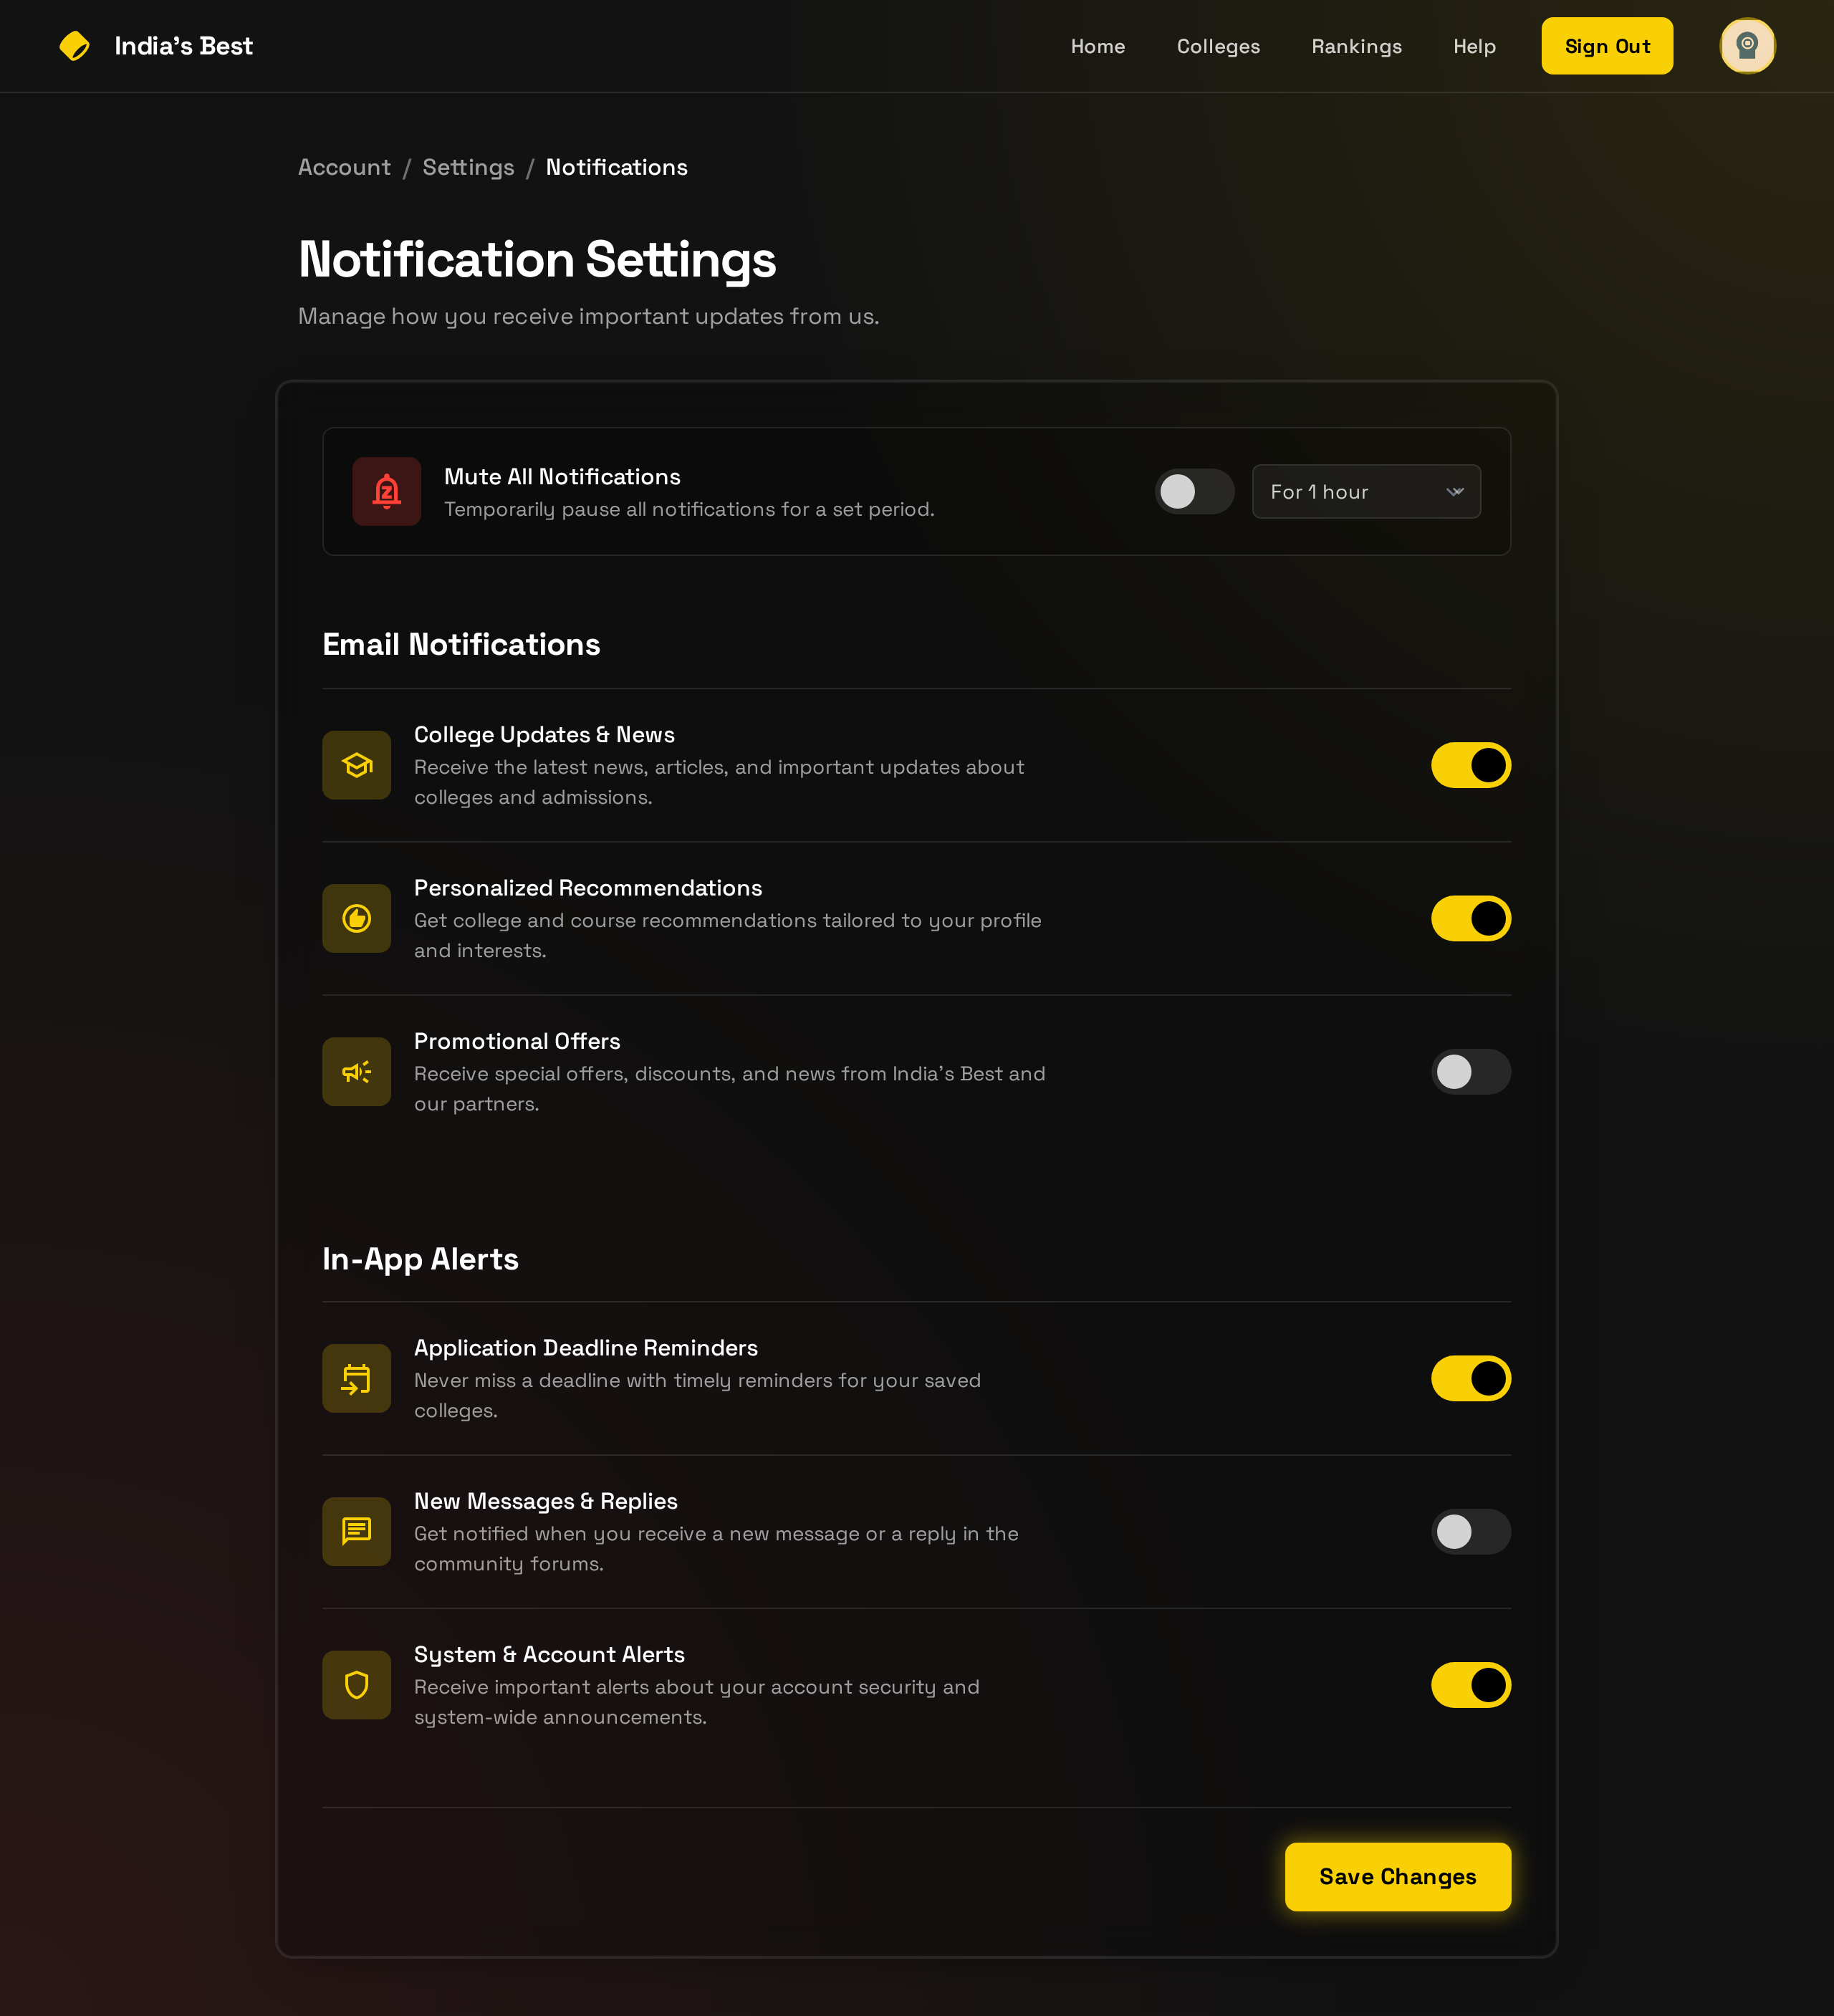 India's Best
Home
Colleges
Rankings
Help
Sign Out
Account / Settings / Notifications
Notification Settings
Manage how you receive important updates from us.
Mute All Notifications
Temporarily pause all notifications for a set period.
For 1 hour
Email Notifications
College Updates & News
Receive the latest news, articles, and important updates about
colleges and admissions.
Personalized Recommendations
Get college and course recommendations tailored to your profile
and interests.
Promotional Offers
Receive special offers, discounts, and news from India's Best and
our partners.
In-App Alerts
Application Deadline Reminders
Never miss a deadline with timely reminders for your saved
colleges.
New Messages & Replies
Get notified when you receive a new message or a reply in the
community forums.
System & Account Alerts
Receive important alerts about your account security and
system-wide announcements.
Save Changes